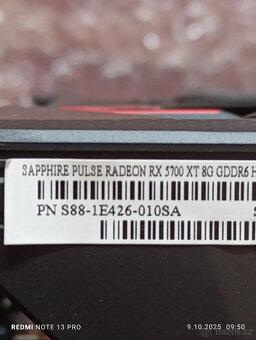 SAPPHIRE PULSE RADEON RX 5700 XT 8G GDDR6 H
PN S88-1E426-010SA
S
REDMI NOTE 13 PRO
9.10.2025 09:50